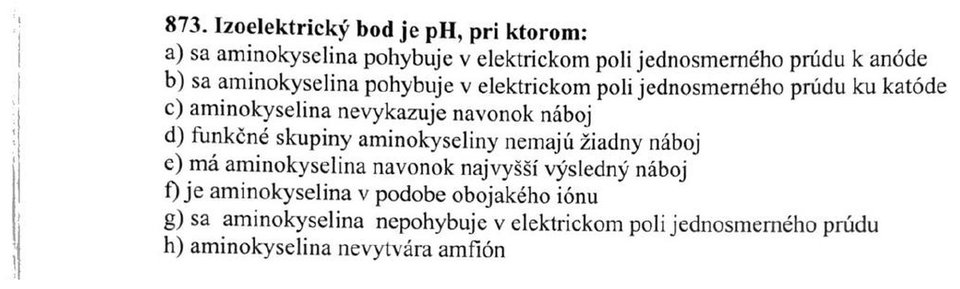 873. Izoelektrický bod je pH, pri ktorom:
a) sa aminokyselina pohybuje v elektrickom poli jednosmerného prúdu k anóde
b) sa aminokyselina pohybuje v elektrickom poli jednosmerného prúdu ku katóde
c) aminokyselina nevykazuje navonok náboj
d) funkčné skupiny aminokyseliny nemajú žiadny náboj
e) má aminokyselina navonok najvyšší výsledný náboj
f) je aminokyselina v podobe obojakého iónu
g) sa aminokyselina nepohybuje v elektrickom poli jednosmerného prúdu
h) aminokyselina nevytvára amfión